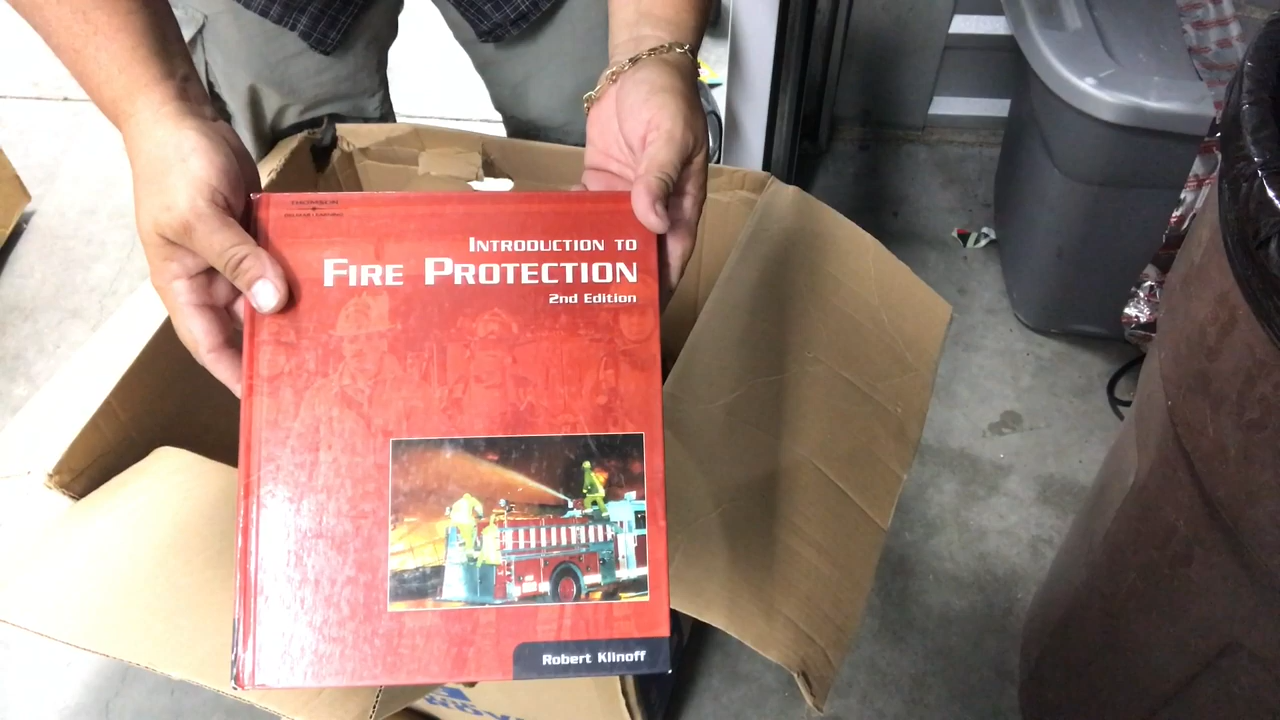 INTRODUCTION TO
FIRE PROTECTION
2nd Edition
Robert Klinoff